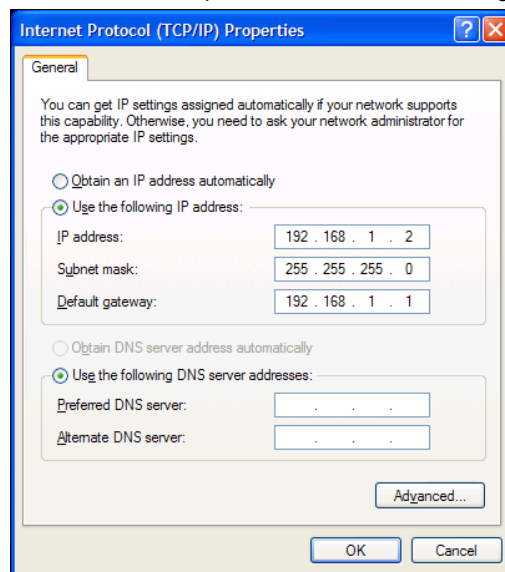 Internet Protocol (TCP/IP) Properties
General
You can get IP settings assigned automatically if your network supports
this capability. Otherwise, you need to ask your network administrator for
the appropriate IP settings.
Obtain an IP address automatically
Use the following IP address:
IP address: 192 . 168 . 1 . 2
Subnet mask: 255 . 255 . 255 . 0
Default gateway: 192 . 168 . 1 . 1
Obtain DNS server address automatically
Use the following DNS server addresses:
Preferred DNS server: . . .
Alternate DNS server: . . .
Advanced...
OK Cancel